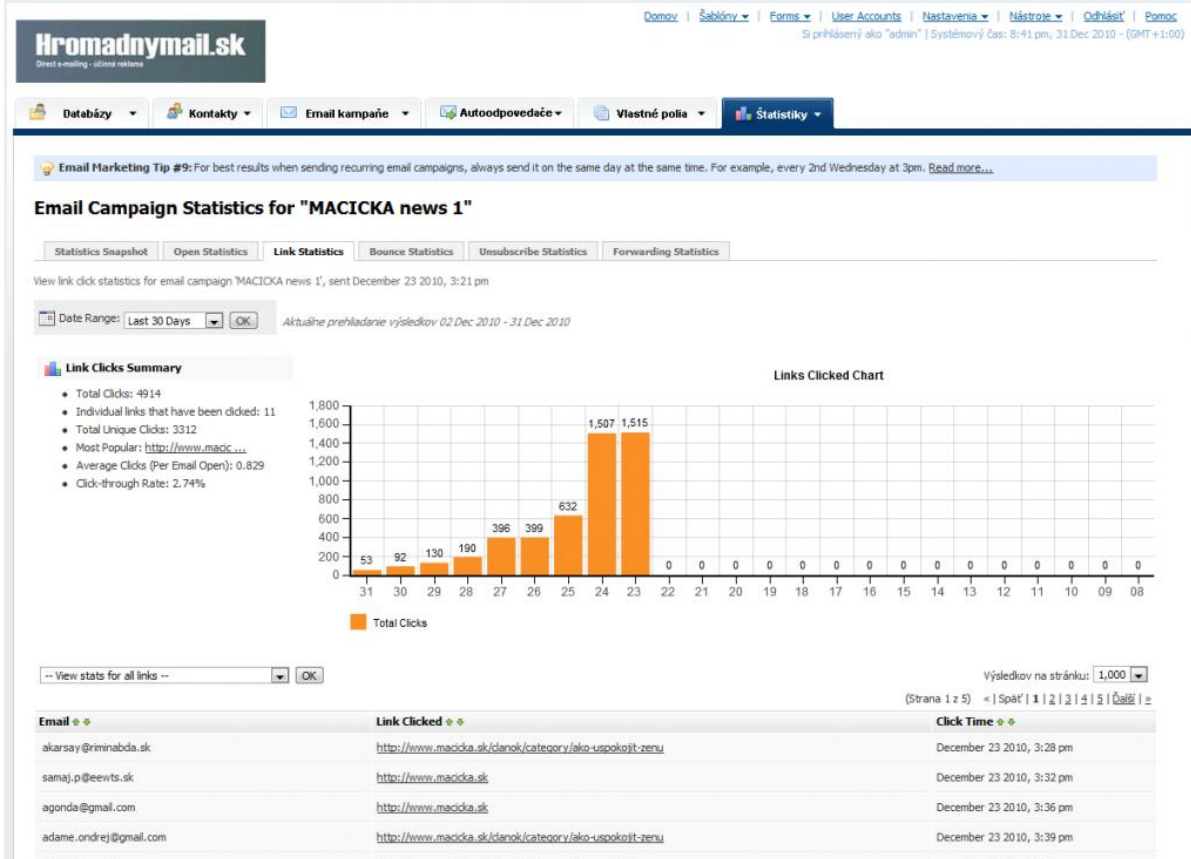 Domov | Šablóny | Forms | User Accounts | Nastavenia | Nástroje | Odhlásiť | Pomoc
Si prihlásený ako "admin" | Systémový čas: 8:41 pm, 31 Dec 2010 - (GMT +1:00)
Hromadnymail.sk
Direct e-mailing - účinná reklama
Databázy Kontakty Email kampaňe Autoodpovedače Vlastné polia Štatistiky
Email Marketing Tip #9: For best results when sending recurring email campaigns, always send it on the same day at the same time. For example, every 2nd Wednesday at 3pm. Read more...
Email Campaign Statistics for "MACICKA news 1"
Statistics Snapshot Open Statistics Link Statistics Bounce Statistics Unsubscribe Statistics Forwarding Statistics
View link click statistics for email campaign 'MACICKA news 1', sent December 23 2010, 3:21 pm
Date Range: Last 30 Days OK Aktuálne prehliadanie výsledkov 02 Dec 2010 - 31 Dec 2010
Link Clicks Summary
Total Clicks: 4914
Individual links that have been clicked: 11
Total Unique Clicks: 3312
Most Popular: http://www.macic ...
Average Clicks (Per Email Open): 0.829
Click-through Rate: 2.74%
Links Clicked Chart
1,800
1,600
1,400
1,200
1,000
800
600
400
200
0
53 92 130 190 396 399 632 1,507 1,515 0 0 0 0 0 0 0 0 0 0 0 0 0 0 0
31 30 29 28 27 26 25 24 23 22 21 20 19 18 17 16 15 14 13 12 11 10 09 08
Total Clicks
-- View stats for all links -- OK
Výsledkov na stránku: 1,000
(Strana 1 z 5) « | Späť | 1 | 2 | 3 | 4 | 5 | Ďalší | »
Email Link Clicked Click Time
akarsay@riminabda.sk http://www.macicka.sk/clanok/category/ako-uspokojit-zenu December 23 2010, 3:28 pm
samaj.p@eewts.sk http://www.macicka.sk December 23 2010, 3:32 pm
agonda@gmail.com http://www.macicka.sk December 23 2010, 3:36 pm
adame.ondrej@gmail.com http://www.macicka.sk/clanok/category/ako-uspokojit-zenu December 23 2010, 3:39 pm